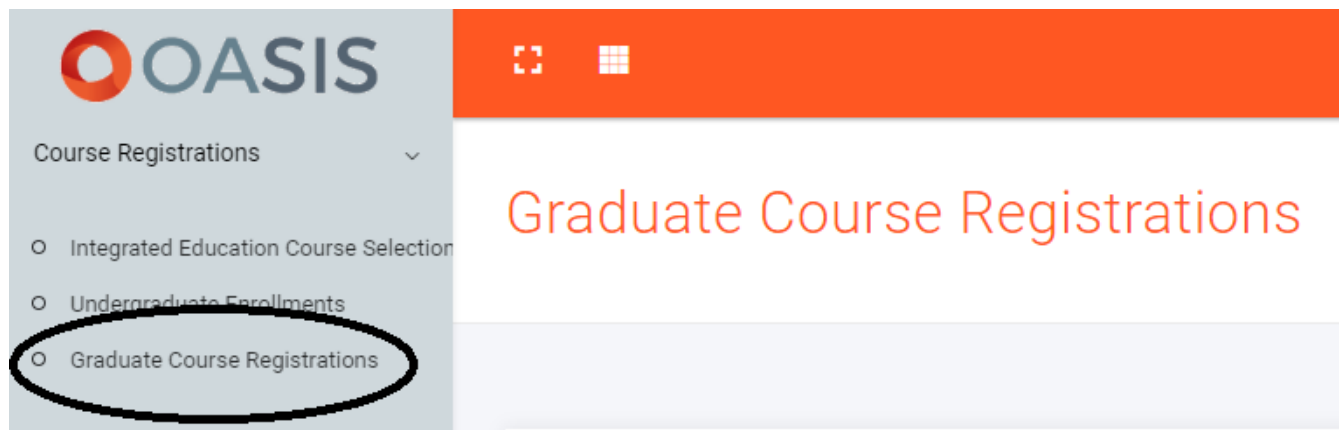 OASIS
Course Registrations
Integrated Education Course Selection
Undergraduate Enrollments
Graduate Course Registrations
Graduate Course Registrations